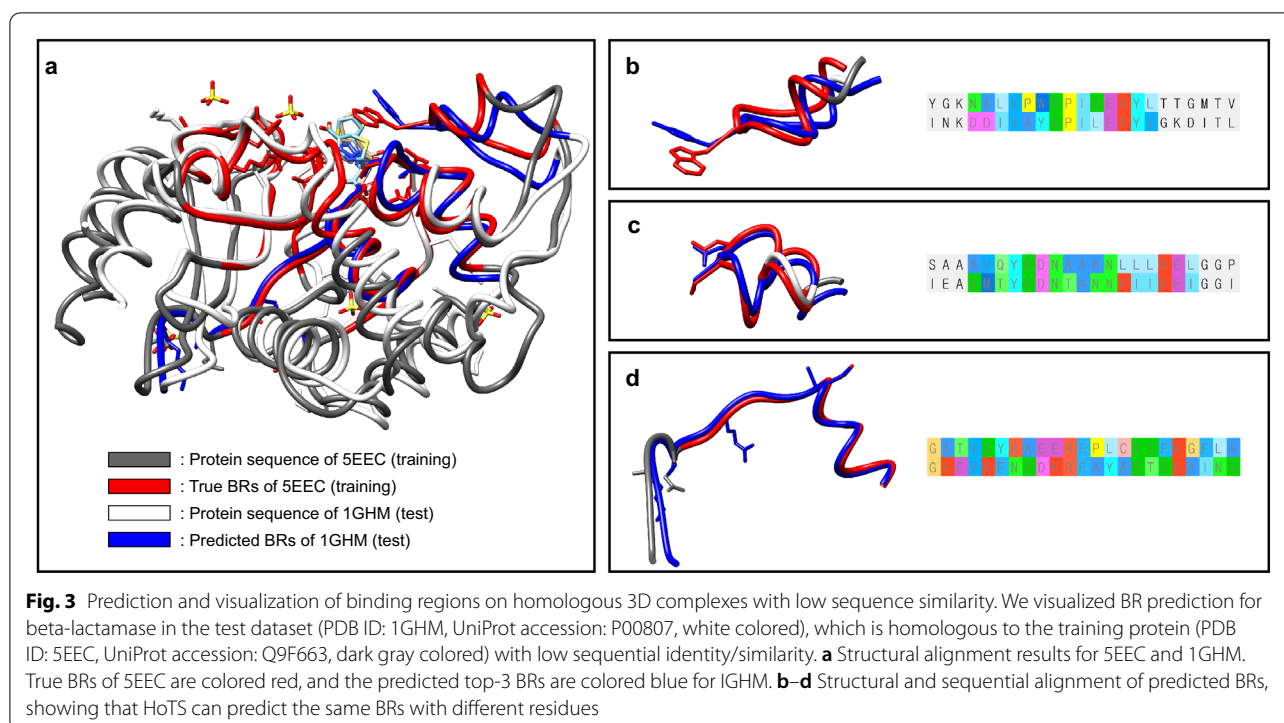 a
: Protein sequence of 5EEC (training)
: True BRs of 5EEC (training)
: Protein sequence of 1GHM (test)
: Predicted BRs of 1GHM (test)
b
c
d
Fig. 3 Prediction and visualization of binding regions on homologous 3D complexes with low sequence similarity. We visualized BR prediction for
beta-lactamase in the test dataset (PDB ID: 1GHM, UniProt accession: P00807, white colored), which is homologous to the training protein (PDB
ID: 5EEC, UniProt accession: Q9F663, dark gray colored) with low sequential identity/similarity. a Structural alignment results for 5EEC and 1GHM.
True BRs of 5EEC are colored red, and the predicted top-3 BRs are colored blue for IGHM. b–d Structural and sequential alignment of predicted BRs,
showing that HoTS can predict the same BRs with different residues